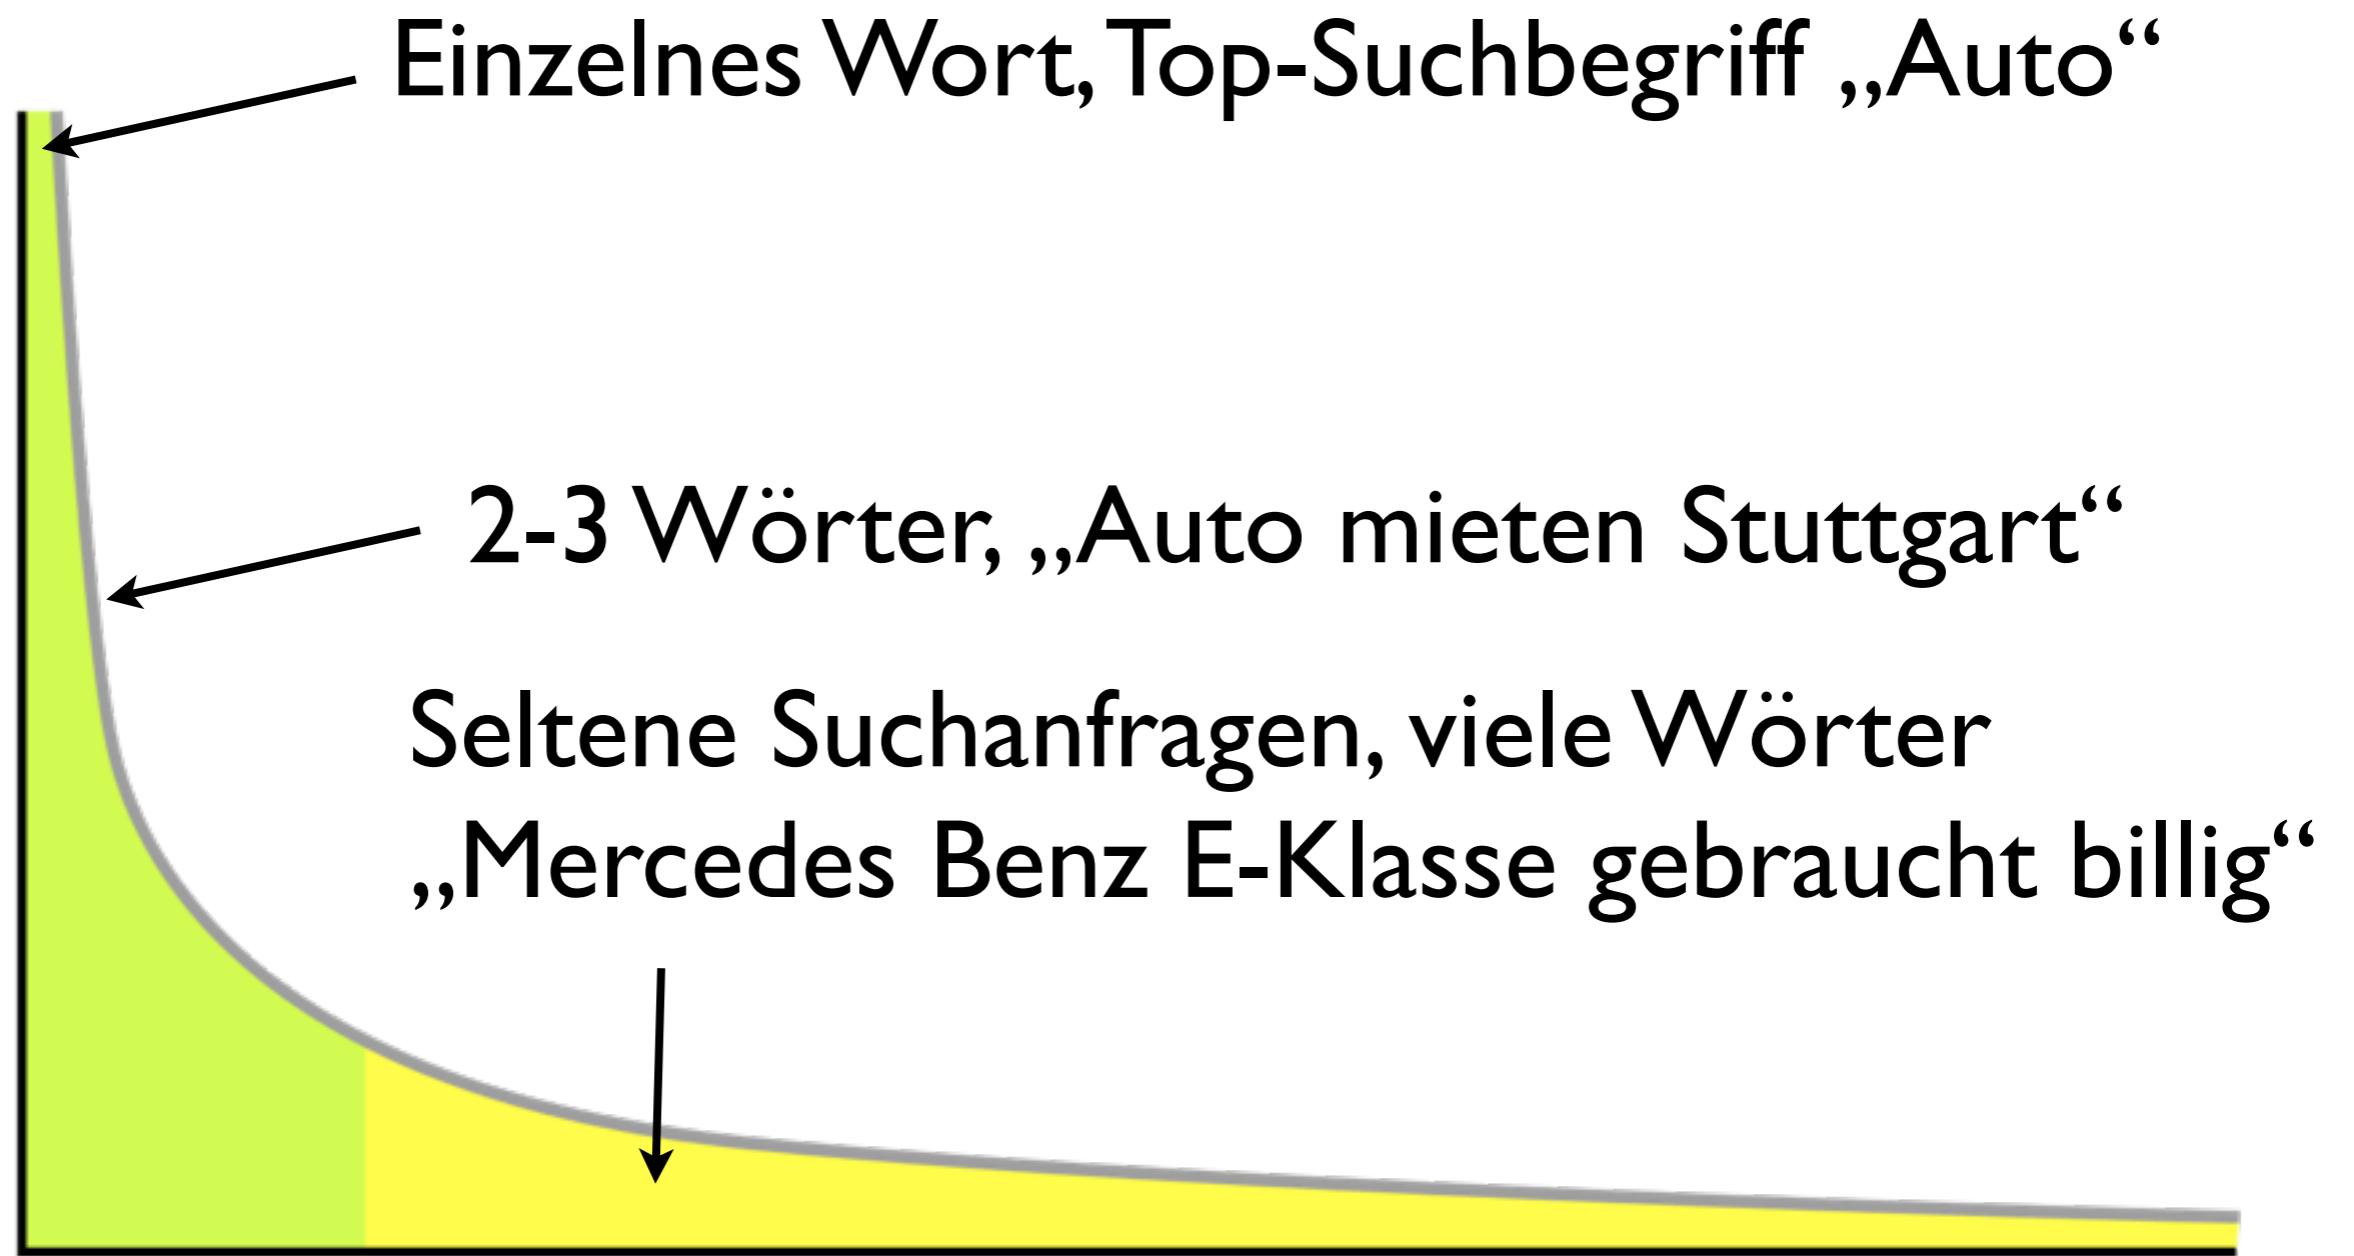 Einzelnes Wort, Top-Suchbegriff „Auto“
2-3 Wörter, „Auto mieten Stuttgart“
Seltene Suchanfragen, viele Wörter
„Mercedes Benz E-Klasse gebraucht billig“